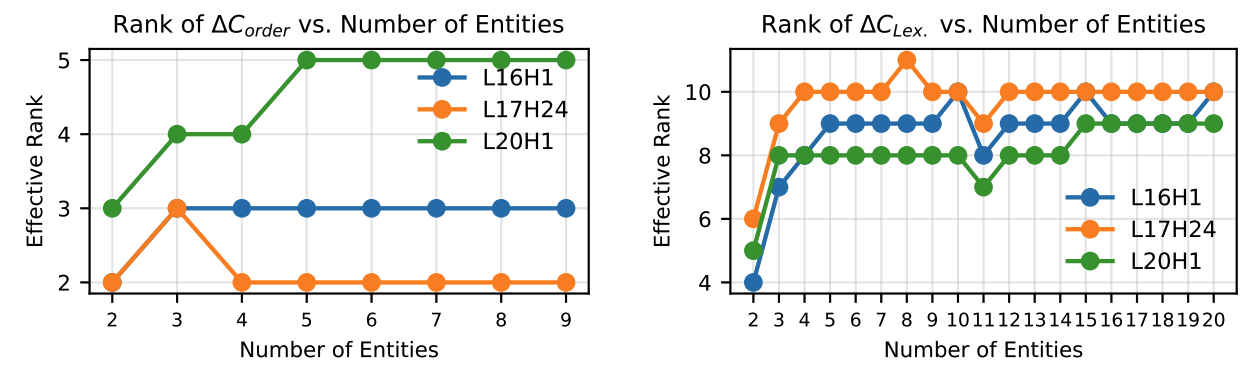 Rank of ΔC_order vs. Number of Entities
Effective Rank
5
4
3
2
L16H1
L17H24
L20H1
2 3 4 5 6 7 8 9
Number of Entities
Rank of ΔC_Lex. vs. Number of Entities
Effective Rank
10
8
6
4
L16H1
L17H24
L20H1
2 3 4 5 6 7 8 9 10 11 12 13 14 15 16 17 18 19 20
Number of Entities